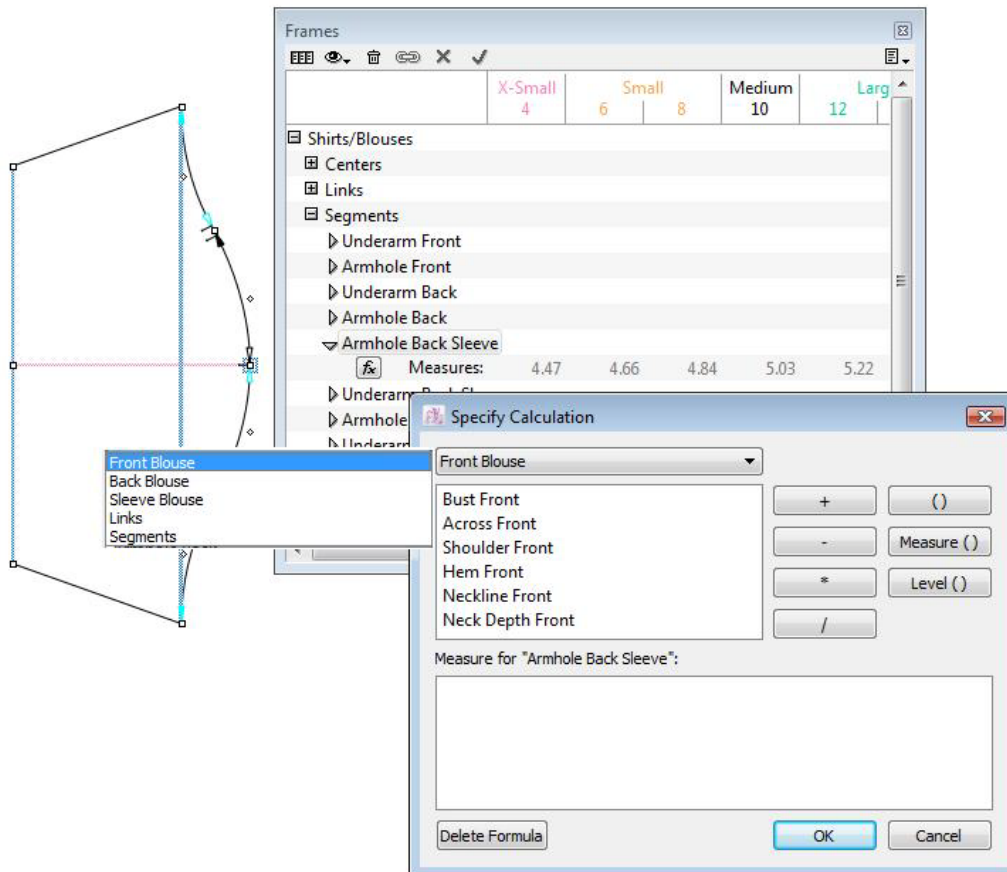 Frames
X-Small Small Medium Larg
4 6 8 10 12
Shirts/Blouses
Centers
Links
Segments
Underarm Front
Armhole Front
Underarm Back
Armhole Back
Armhole Back Sleeve
fx Measures: 4.47 4.66 4.84 5.03 5.22
Armhole
Front Blouse
Back Blouse
Sleeve Blouse
Links
Segments
Specify Calculation
Front Blouse
Bust Front
Across Front
Shoulder Front
Hem Front
Neckline Front
Neck Depth Front
+ ( )
- Measure ( )
* Level ( )
/
Measure for "Armhole Back Sleeve":
Delete Formula OK Cancel